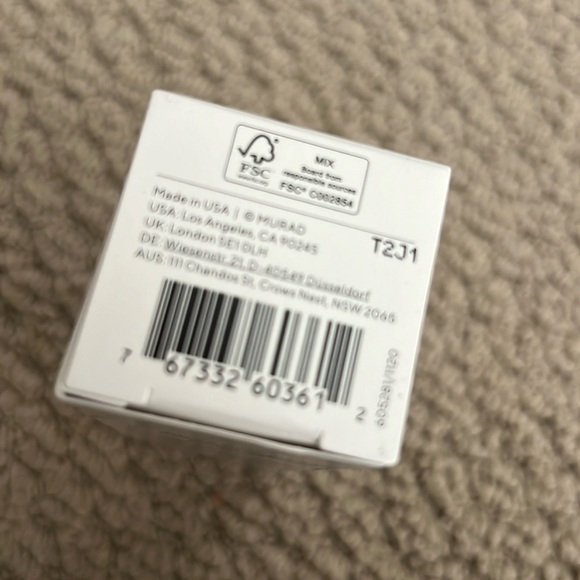 FSC
MIX
Board from
responsible sources
FSC® C002854
Made in USA | © MURAD
USA: Los Angeles, CA 90245
UK: London SE1 0LH
DE: Wiesenstr. 21, D-40549 Dusseldorf
AUS: 111 Chandos St, Crows Nest, NSW 2065
T2J1
7 67332 60361 2
605281/1120